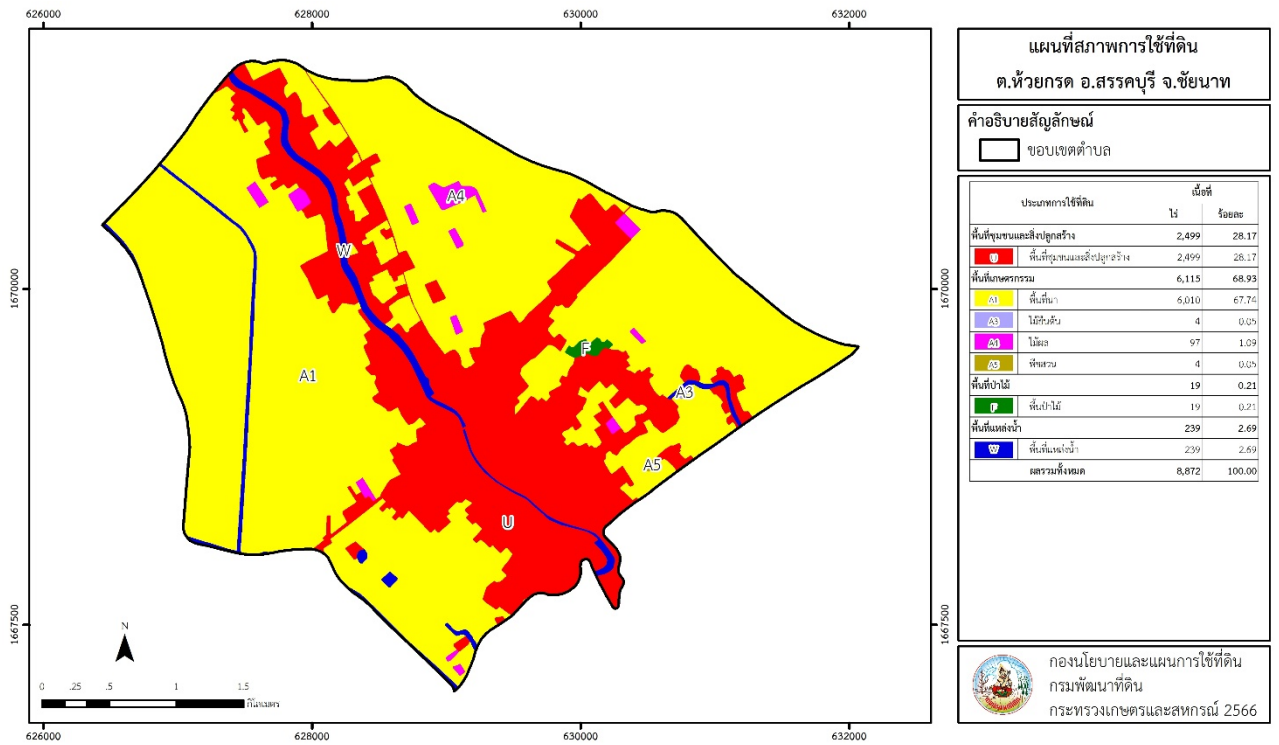 626000 628000 630000 632000
แผนที่สภาพการใช้ที่ดิน
ต.ห้วยกรด อ.สรรคบุรี จ.ชัยนาท
คำอธิบายสัญลักษณ์
ขอบเขตตำบล
ประเภทการใช้ที่ดิน เนื้อที่
ไร่ ร้อยละ
พื้นที่ชุมชนและสิ่งปลูกสร้าง 2,499 28.17
U พื้นที่ชุมชนและสิ่งปลูกสร้าง 2,499 28.17
พื้นที่เกษตรกรรม 6,115 68.93
A1 พื้นที่นา 6,010 67.74
A3 ไม้ยืนต้น 4 0.05
A4 ไม้ผล 97 1.09
A5 พืชสวน 4 0.05
พื้นที่ป่าไม้ 19 0.21
F พื้นป่าไม้ 19 0.21
พื้นที่แหล่งน้ำ 239 2.69
W พื้นที่แหล่งน้ำ 239 2.69
ผลรวมทั้งหมด 8,872 100.00
A4
W
1670000 1670000
F
A1
A3
A5
U
1667500 1667500
N
0 .25 .5 1 1.5
กิโลเมตร
626000 628000 630000 632000
กองนโยบายและแผนการใช้ที่ดิน
กรมพัฒนาที่ดิน
กระทรวงเกษตรและสหกรณ์ 2566